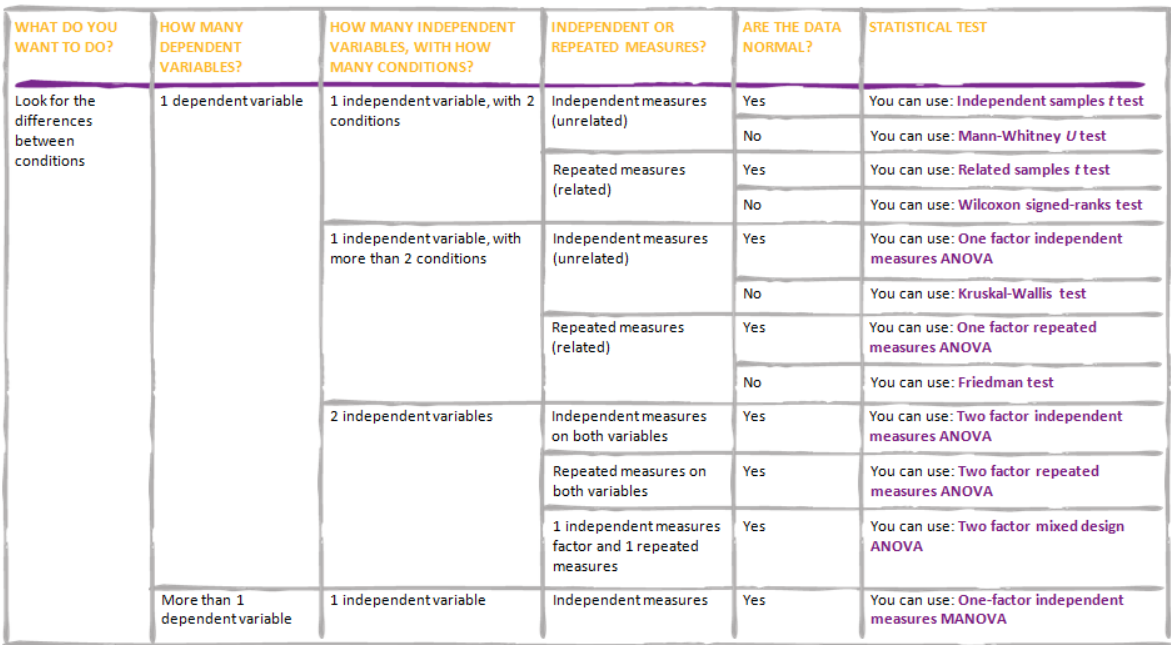 WHAT DO YOU
WANT TO DO?
HOW MANY
DEPENDENT
VARIABLES?
HOW MANY INDEPENDENT
VARIABLES, WITH HOW
MANY CONDITIONS?
INDEPENDENT OR
REPEATED MEASURES?
ARE THE DATA
NORMAL?
STATISTICAL TEST
Look for the
differences
between
conditions
1 dependent variable
1 independent variable, with 2
conditions
Independent measures
(unrelated)
Yes
You can use: Independent samples t test
No
You can use: Mann-Whitney U test
Repeated measures
(related)
Yes
You can use: Related samples t test
No
You can use: Wilcoxon signed-ranks test
1 independent variable, with
more than 2 conditions
Independent measures
(unrelated)
Yes
You can use: One factor independent
measures ANOVA
No
You can use: Kruskal-Wallis test
Repeated measures
(related)
Yes
You can use: One factor repeated
measures ANOVA
No
You can use: Friedman test
2 independent variables
Independent measures
on both variables
Yes
You can use: Two factor independent
measures ANOVA
Repeated measures on
both variables
Yes
You can use: Two factor repeated
measures ANOVA
1 independent measures
factor and 1 repeated
measures
Yes
You can use: Two factor mixed design
ANOVA
More than 1
dependent variable
1 independent variable
Independent measures
Yes
You can use: One-factor independent
measures MANOVA